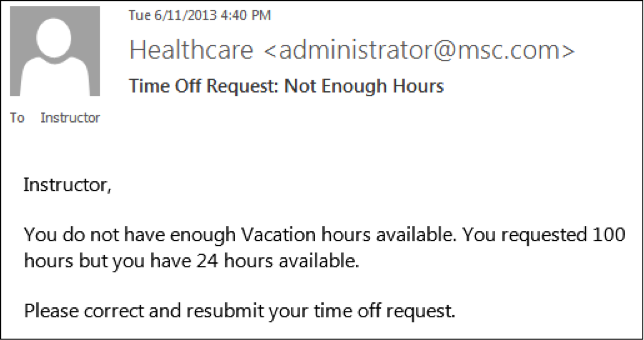 Tue 6/11/2013 4:40 PM
Healthcare <administrator@msc.com>
Time Off Request: Not Enough Hours
To Instructor
Instructor,
You do not have enough Vacation hours available. You requested 100
hours but you have 24 hours available.
Please correct and resubmit your time off request.